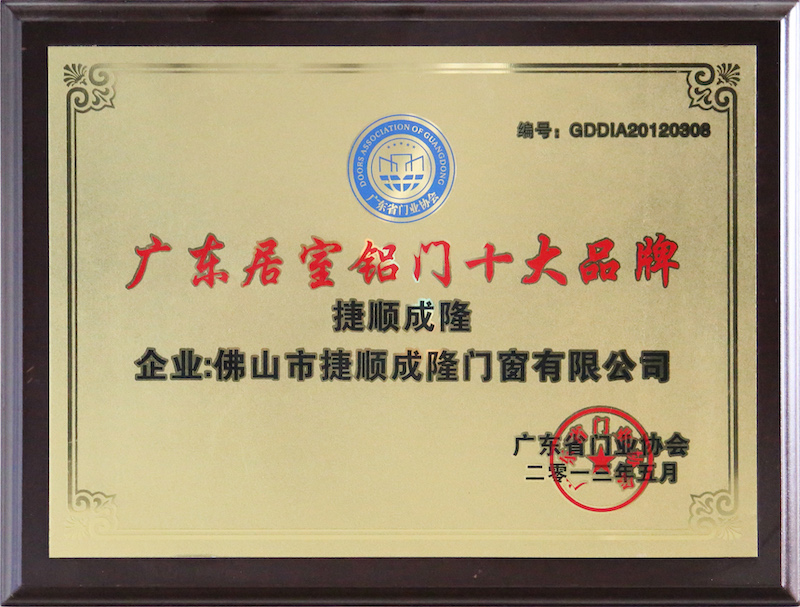 编号：GDDIA20120308
DOORS ASSOCIATION OF GUANGDONG
广东省门业协会
广东居室铝门十大品牌
捷顺成隆
企业:佛山市捷顺成隆门窗有限公司
广东省门业协会
二零一三年五月